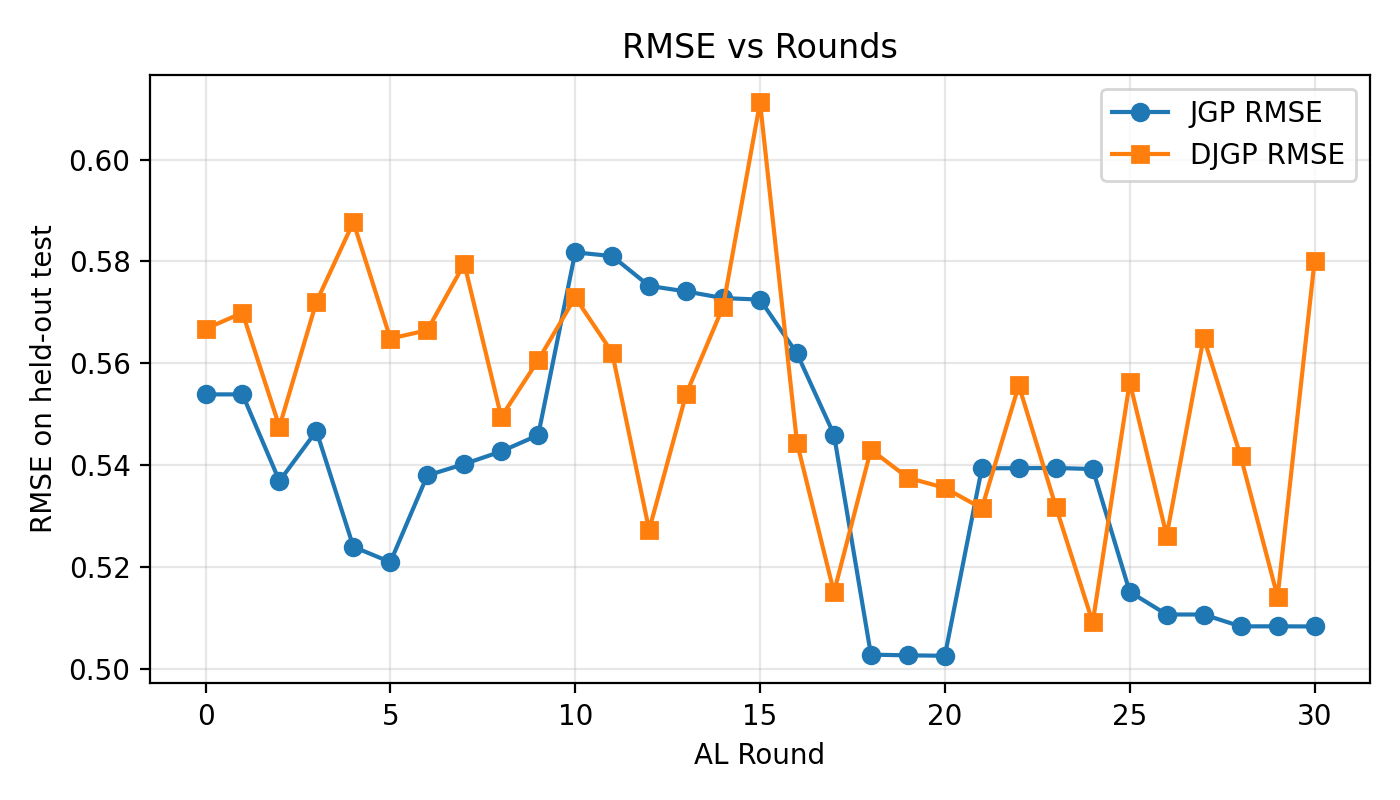 RMSE vs Rounds
JGP RMSE
DJGP RMSE
RMSE on held-out test
0.60
0.58
0.56
0.54
0.52
0.50
0 5 10 15 20 25 30
AL Round